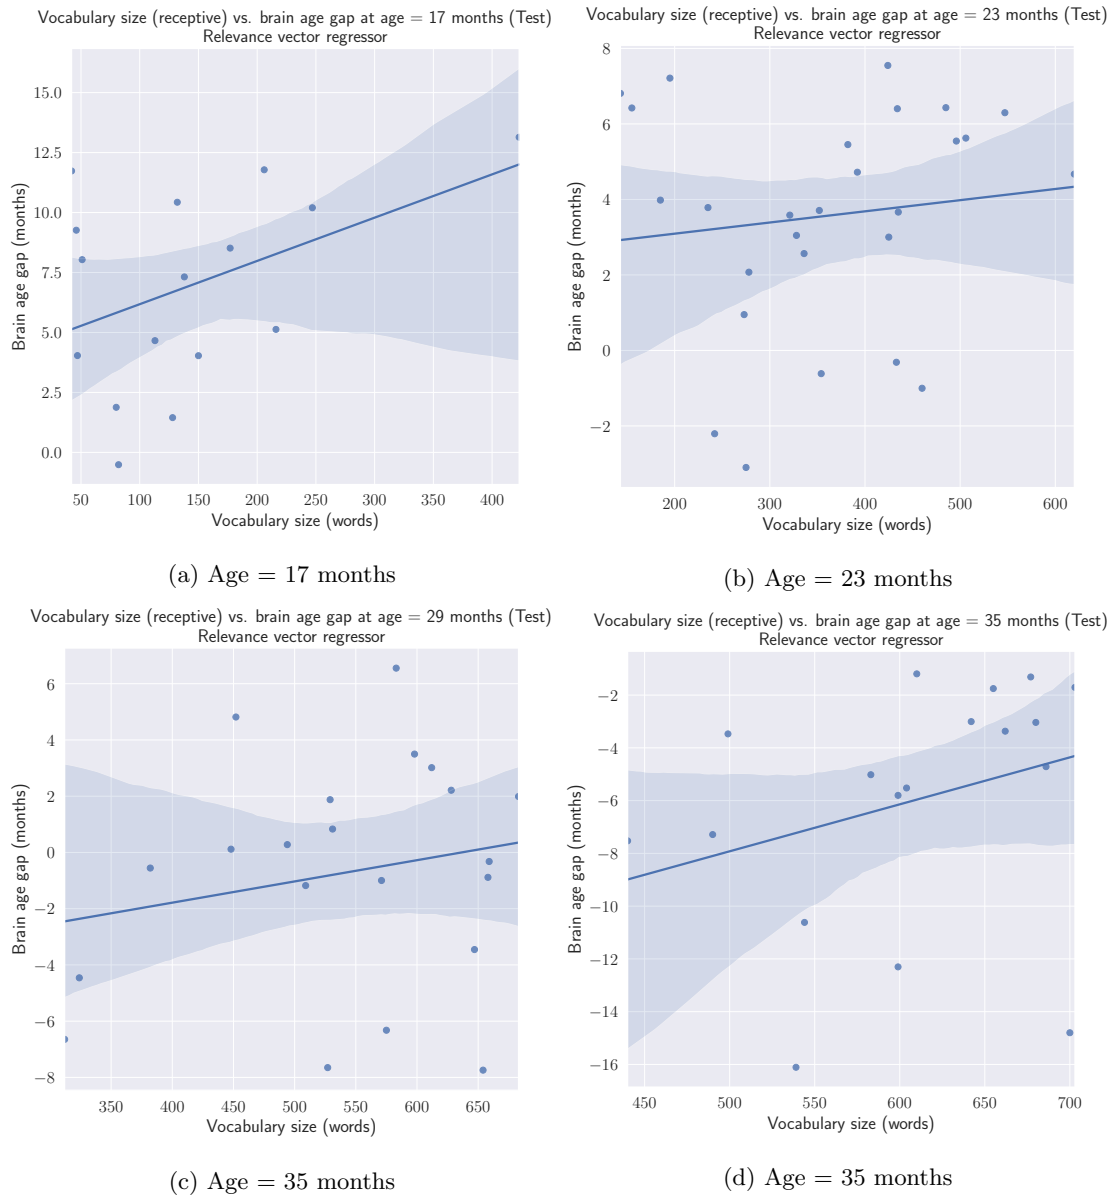 Vocabulary size (receptive) vs. brain age gap at age = 17 months (Test)
Relevance vector regressor
15.0
12.5
10.0
7.5
5.0
2.5
0.0
Brain age gap (months)
50 100 150 200 250 300 350 400
Vocabulary size (words)
(a) Age = 17 months
Vocabulary size (receptive) vs. brain age gap at age = 23 months (Test)
Relevance vector regressor
8
6
4
2
0
−2
Brain age gap (months)
200 300 400 500 600
Vocabulary size (words)
(b) Age = 23 months
Vocabulary size (receptive) vs. brain age gap at age = 29 months (Test)
Relevance vector regressor
6
4
2
0
−2
−4
−6
−8
Brain age gap (months)
350 400 450 500 550 600 650
Vocabulary size (words)
(c) Age = 35 months
Vocabulary size (receptive) vs. brain age gap at age = 35 months (Test)
Relevance vector regressor
−2
−4
−6
−8
−10
−12
−14
−16
Brain age gap (months)
450 500 550 600 650 700
Vocabulary size (words)
(d) Age = 35 months